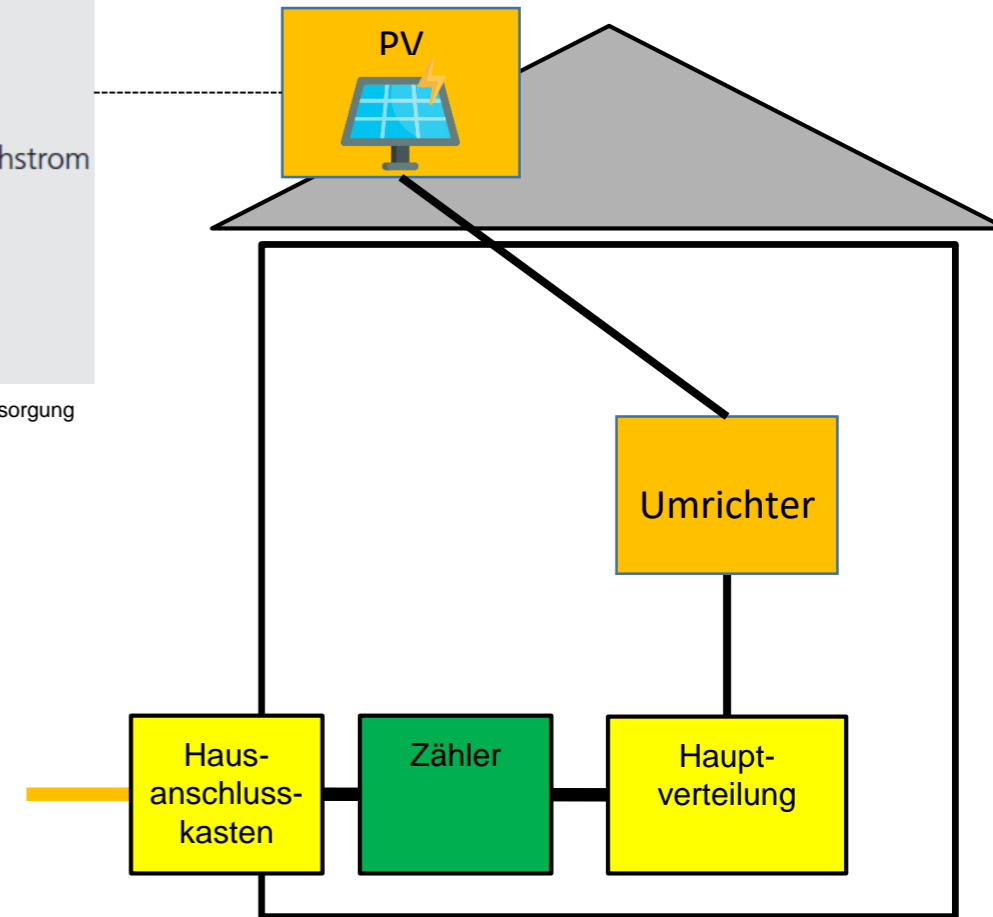 PV
hstrom
sorgung
Umrichter
Haus-
anschluss-
kasten
Zähler
Haupt-
verteilung